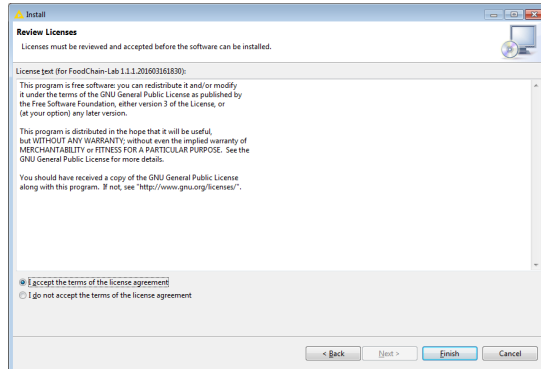 Install
Review Licenses
Licenses must be reviewed and accepted before the software can be installed.
License text (for FoodChain-Lab 1.1.1.201603161830):
This program is free software: you can redistribute it and/or modify
it under the terms of the GNU General Public License as published by
the Free Software Foundation, either version 3 of the License, or
(at your option) any later version.
This program is distributed in the hope that it will be useful,
but WITHOUT ANY WARRANTY; without even the implied warranty of
MERCHANTABILITY or FITNESS FOR A PARTICULAR PURPOSE.  See the
GNU General Public License for more details.
You should have received a copy of the GNU General Public License
along with this program.  If not, see "http://www.gnu.org/licenses/".
I accept the terms of the license agreement
I do not accept the terms of the license agreement
< Back Next > Finish Cancel